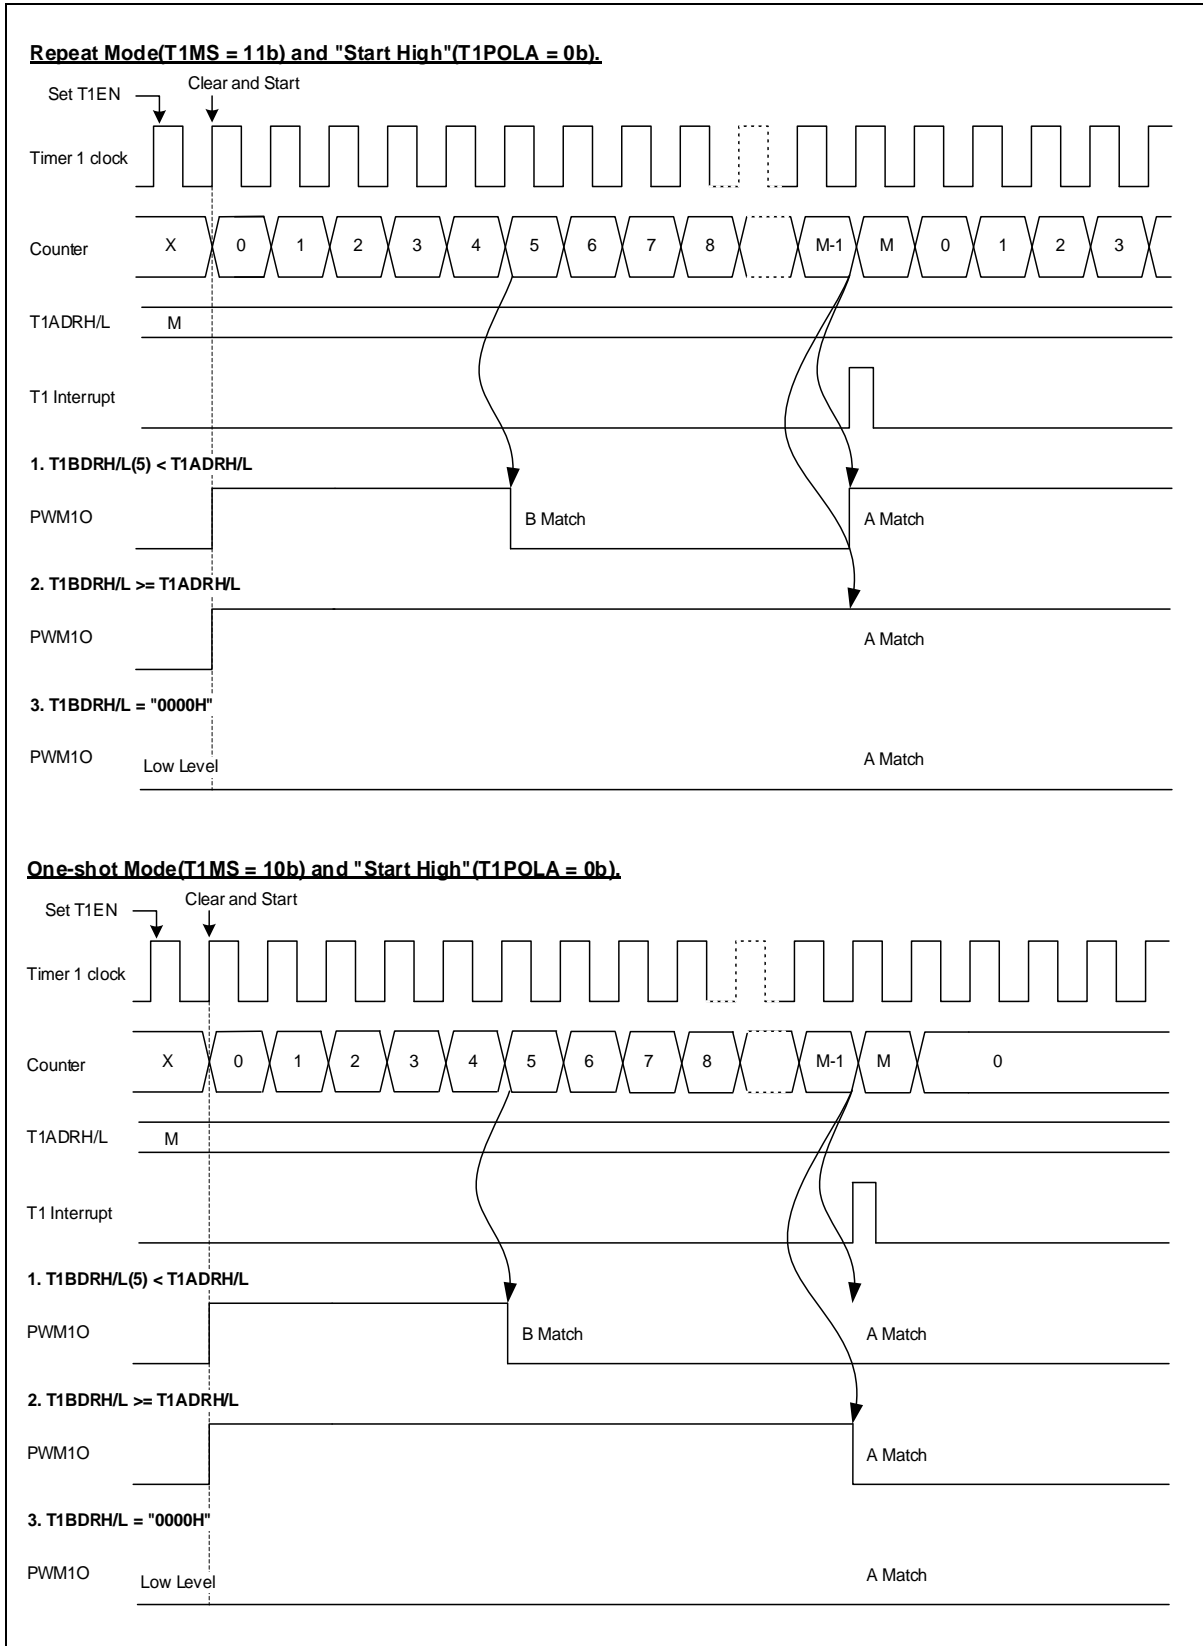 Repeat Mode(T1MS = 11b) and "Start High"(T1POLA = 0b).
Set T1EN
Clear and Start
Timer 1 clock
Counter X 0 1 2 3 4 5 6 7 8 M-1 M 0 1 2 3
T1ADRH/L M
T1 Interrupt
1. T1BDRH/L(5) < T1ADRH/L
PWM1O B Match A Match
2. T1BDRH/L >= T1ADRH/L
PWM1O A Match
3. T1BDRH/L = "0000H"
PWM1O Low Level A Match
One-shot Mode(T1MS = 10b) and "Start High"(T1POLA = 0b).
Set T1EN
Clear and Start
Timer 1 clock
Counter X 0 1 2 3 4 5 6 7 8 M-1 M 0
T1ADRH/L M
T1 Interrupt
1. T1BDRH/L(5) < T1ADRH/L
PWM1O B Match A Match
2. T1BDRH/L >= T1ADRH/L
PWM1O A Match
3. T1BDRH/L = "0000H"
PWM1O Low Level A Match